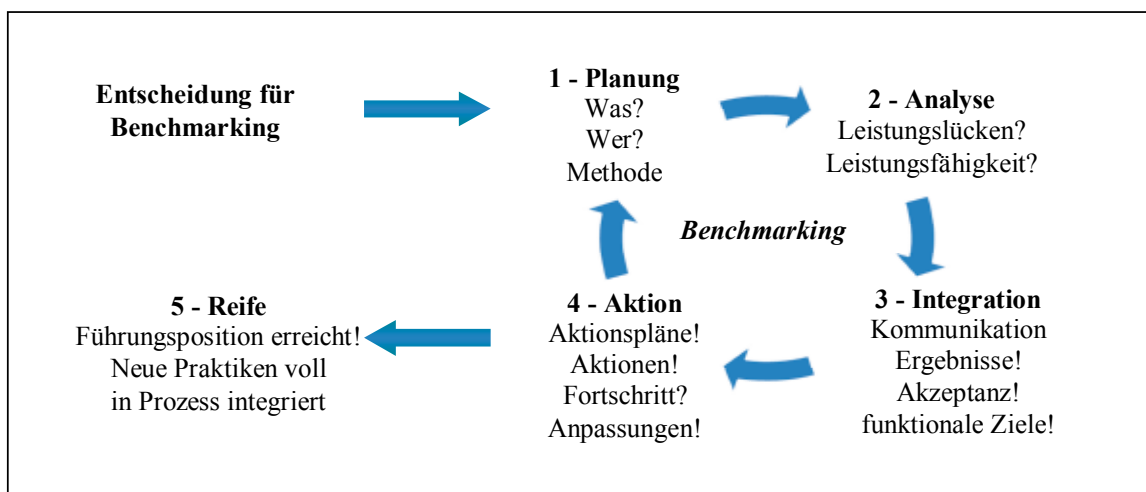 Entscheidung für
Benchmarking
1 - Planung
Was?
Wer?
Methode
2 - Analyse
Leistungslücken?
Leistungsfähigkeit?
Benchmarking
3 - Integration
Kommunikation
Ergebnisse!
Akzeptanz!
funktionale Ziele!
4 - Aktion
Aktionspläne!
Aktionen!
Fortschritt?
Anpassungen!
5 - Reife
Führungsposition erreicht!
Neue Praktiken voll
in Prozess integriert